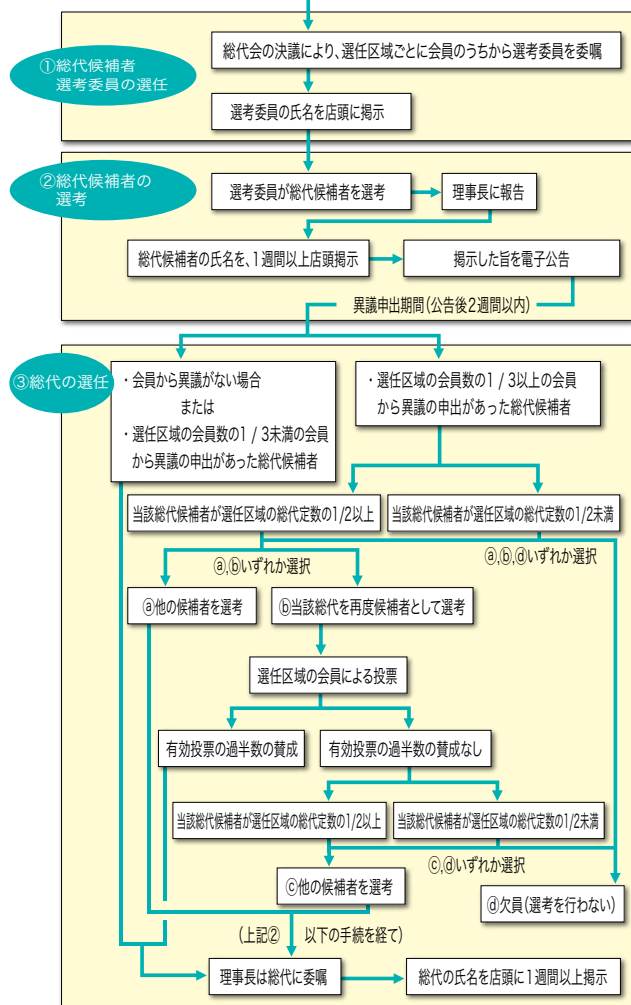 ①総代候補者
選考委員の選任
総代会の決議により、選任区域ごとに会員のうちから選考委員を委嘱
選考委員の氏名を店頭に掲示
②総代候補者の
選考
選考委員が総代候補者を選考
理事長に報告
総代候補者の氏名を、1週間以上店頭掲示
掲示した旨を電子公告
異議申出期間(公告後2週間以内)
③総代の選任
・会員から異議がない場合
または
・選任区域の会員数の1/3未満の会員
から異議の申出があった総代候補者
・選任区域の会員数の1/3以上の会員
から異議の申出があった総代候補者
当該総代候補者が選任区域の総代定数の1/2以上
当該総代候補者が選任区域の総代定数の1/2未満
ⓐ,ⓑいずれか選択
ⓐ,ⓑ,ⓓいずれか選択
ⓐ他の候補者を選考
ⓑ当該総代を再度候補者として選考
選任区域の会員による投票
有効投票の過半数の賛成
有効投票の過半数の賛成なし
当該総代候補者が選任区域の総代定数の1/2以上
当該総代候補者が選任区域の総代定数の1/2未満
ⓒ,ⓓいずれか選択
ⓒ他の候補者を選考
ⓓ欠員(選考を行わない)
(上記② 以下の手続を経て)
理事長は総代に委嘱
総代の氏名を店頭に1週間以上掲示